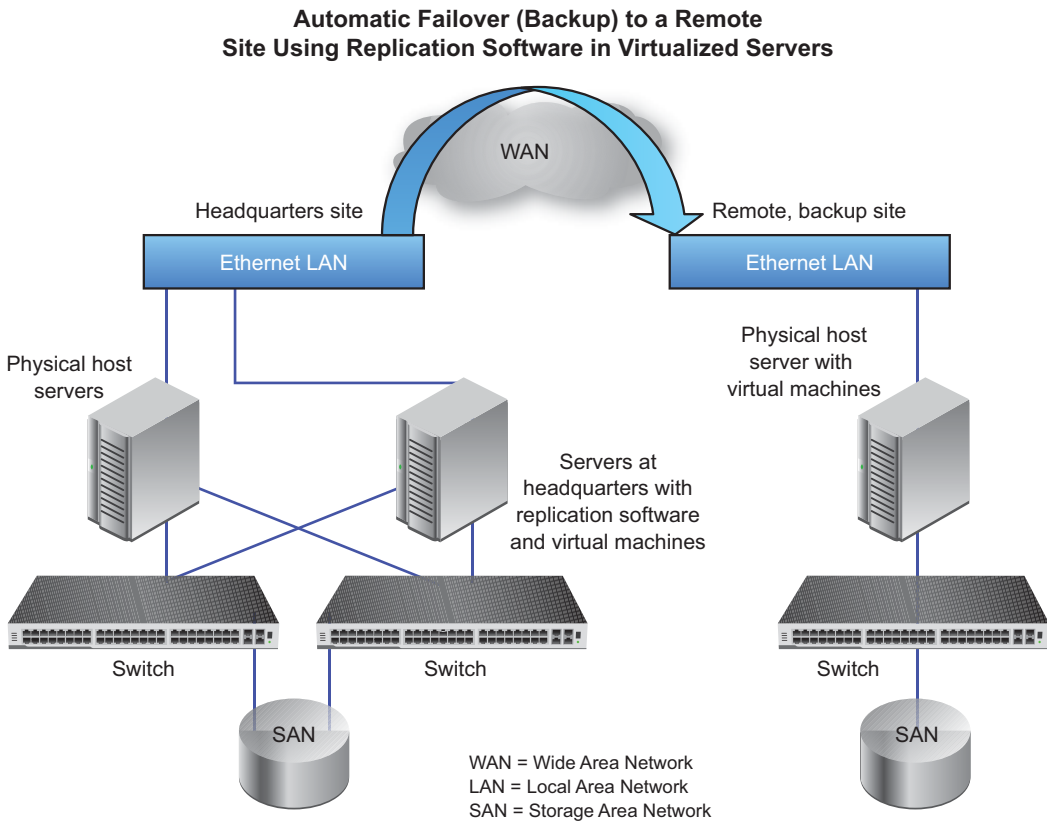 Automatic Failover (Backup) to a Remote
Site Using Replication Software in Virtualized Servers
WAN
Headquarters site
Remote, backup site
Ethernet LAN
Ethernet LAN
Physical host
servers
Physical host
server with
virtual machines
Servers at
headquarters with
replication software
and virtual machines
Switch
Switch
Switch
SAN
SAN
WAN = Wide Area Network
LAN = Local Area Network
SAN = Storage Area Network